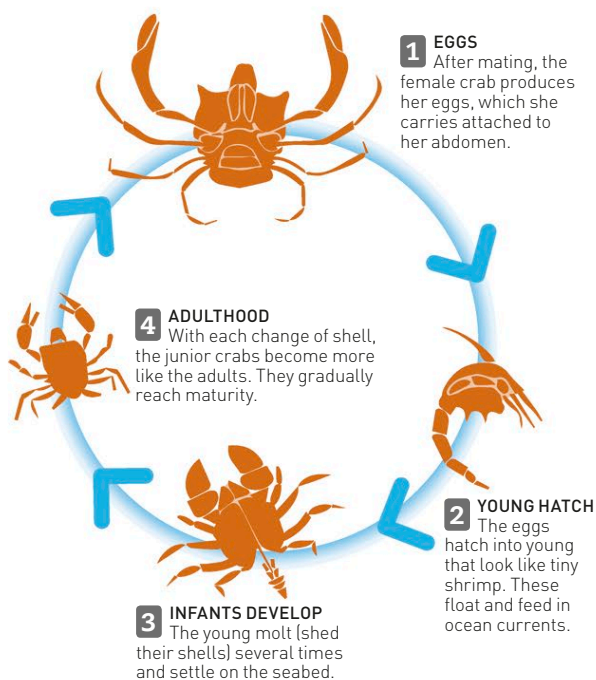 1 EGGS
After mating, the
female crab produces
her eggs, which she
carries attached to
her abdomen.
2 YOUNG HATCH
The eggs
hatch into young
that look like tiny
shrimp. These
float and feed in
ocean currents.
3 INFANTS DEVELOP
The young molt (shed
their shells) several times
and settle on the seabed.
4 ADULTHOOD
With each change of shell,
the junior crabs become more
like the adults. They gradually
reach maturity.